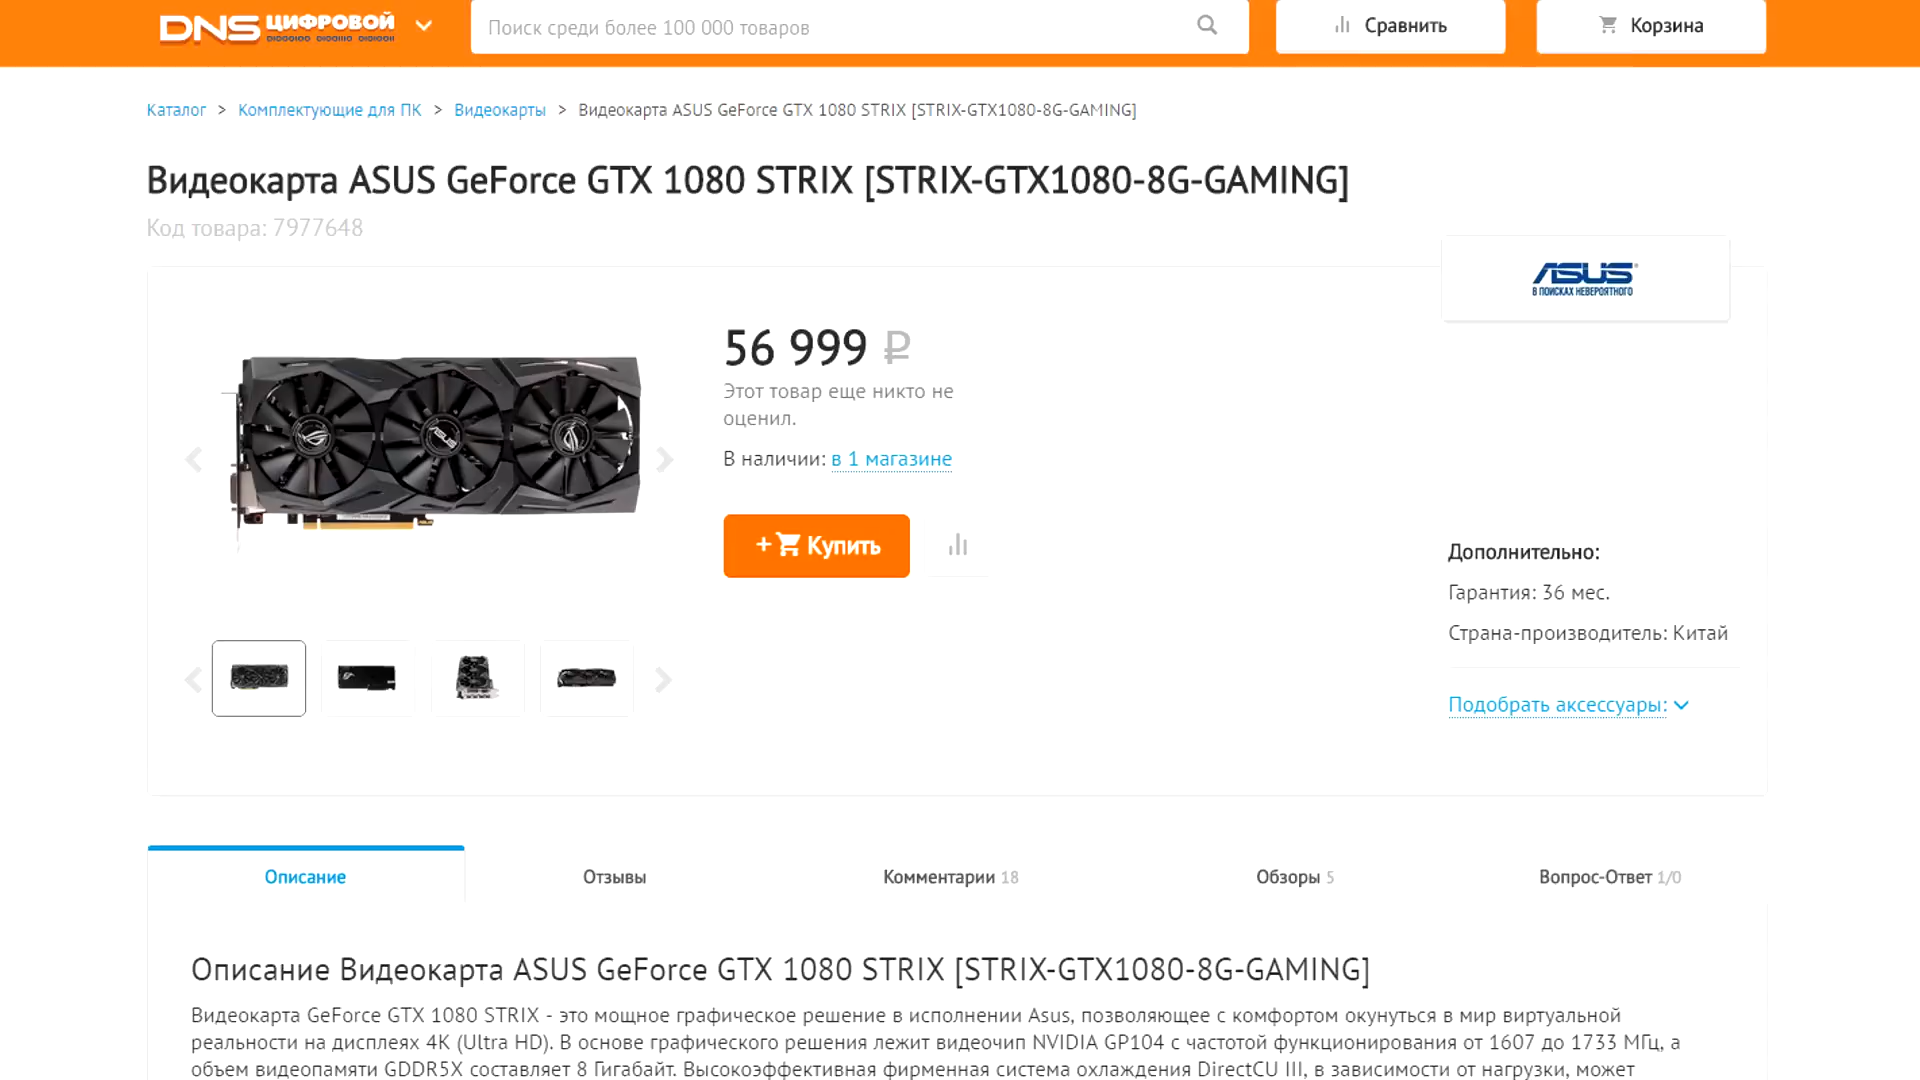 DNS ЦИФРОВОЙ
Поиск среди более 100 000 товаров
Сравнить
Корзина
Каталог > Комплектующие для ПК > Видеокарты > Видеокарта ASUS GeForce GTX 1080 STRIX [STRIX-GTX1080-8G-GAMING]
Видеокарта ASUS GeForce GTX 1080 STRIX [STRIX-GTX1080-8G-GAMING]
Код товара: 7977648
ASUS
В ПОИСКАХ НЕВЕРОЯТНОГО
56 999 ₽
Этот товар еще никто не
оценил.
В наличии: в 1 магазине
+ Купить
Дополнительно:
Гарантия: 36 мес.
Страна-производитель: Китай
Подобрать аксессуары:
Описание
Отзывы
Комментарии 18
Обзоры 5
Вопрос-Ответ 1/0
Описание Видеокарта ASUS GeForce GTX 1080 STRIX [STRIX-GTX1080-8G-GAMING]
Видеокарта GeForce GTX 1080 STRIX - это мощное графическое решение в исполнении Asus, позволяющее с комфортом окунуться в мир виртуальной
реальности на дисплеях 4K (Ultra HD). В основе графического решения лежит видеочип NVIDIA GP104 с частотой функционирования от 1607 до 1733 МГц, а
объем видеопамяти GDDR5X составляет 8 Гигабайт. Высокоэффективная фирменная система охлаждения DirectCU III, в зависимости от нагрузки, может